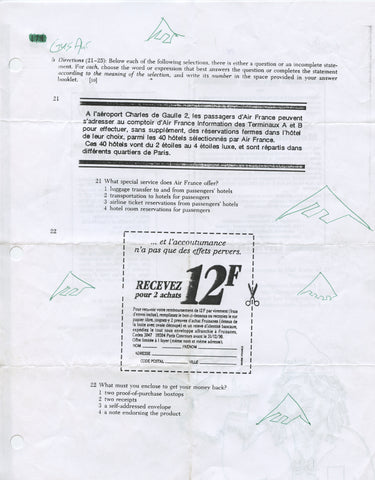 178
Directions (21–25): Below each of the following selections, there is either a question or an incomplete state-
ment. For each, choose the word or expression that best answers the question or completes the statement
according to the meaning of the selection, and write its number in the space provided in your answer
booklet. [10]
21
A l'aéroport Charles de Gaulle 2, les passagers d'Air France peuvent
s'adresser au comptoir d'Air France Information des Terminaux A et B
pour effectuer, sans supplément, des réservations fermes dans l'hôtel
de leur choix, parmi les 40 hôtels sélectionnés par Air France.
Ces 40 hôtels vont du 2 étoiles au 4 étoiles luxe, et sont répartis dans
différents quartiers de Paris.
21 What special service does Air France offer?
1 luggage transfer to and from passengers' hotels
2 transportation to hotels for passengers
3 airline ticket reservations from passengers' hotels
4 hotel room reservations for passengers
22
... et l'accoutumance
n'a pas que des effets pervers.
RECEVEZ 12F
pour 2 achats
NOM PRÉNOM
ADRESSE
CODE POSTAL VILLE
22 What must you enclose to get your money back?
1 two proof-of-purchase boxtops
2 two receipts
3 a self-addressed envelope
4 a note endorsing the product